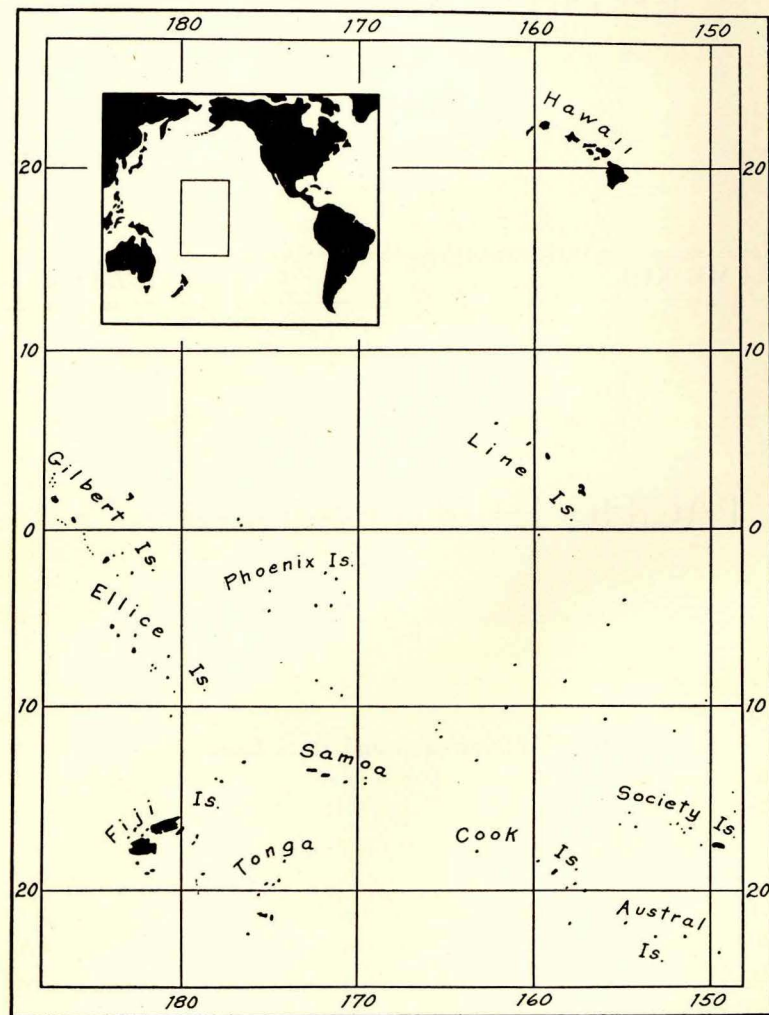 180 170 160 150
Hawaii
20 20
10 10
Line Is.
Gilbert Is.
0 0
Phoenix Is.
Ellice Is.
10 10
Samoa
Fiji Is.
Society Is.
Tonga
Cook Is.
20 20
Austral Is.
180 170 160 150